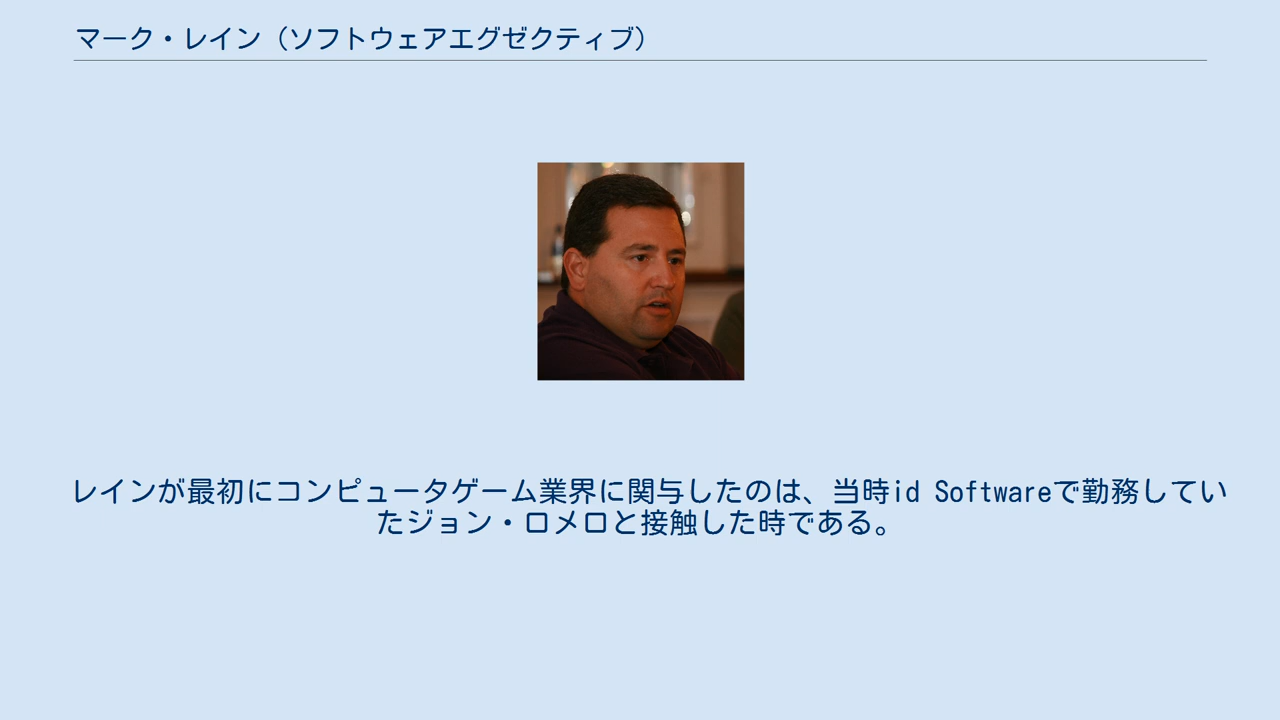 マーク・レイン（ソフトウェアエグゼクティブ）
レインが最初にコンピュータゲーム業界に関与したのは、当時id Softwareで勤務してい
たジョン・ロメロと接触した時である。